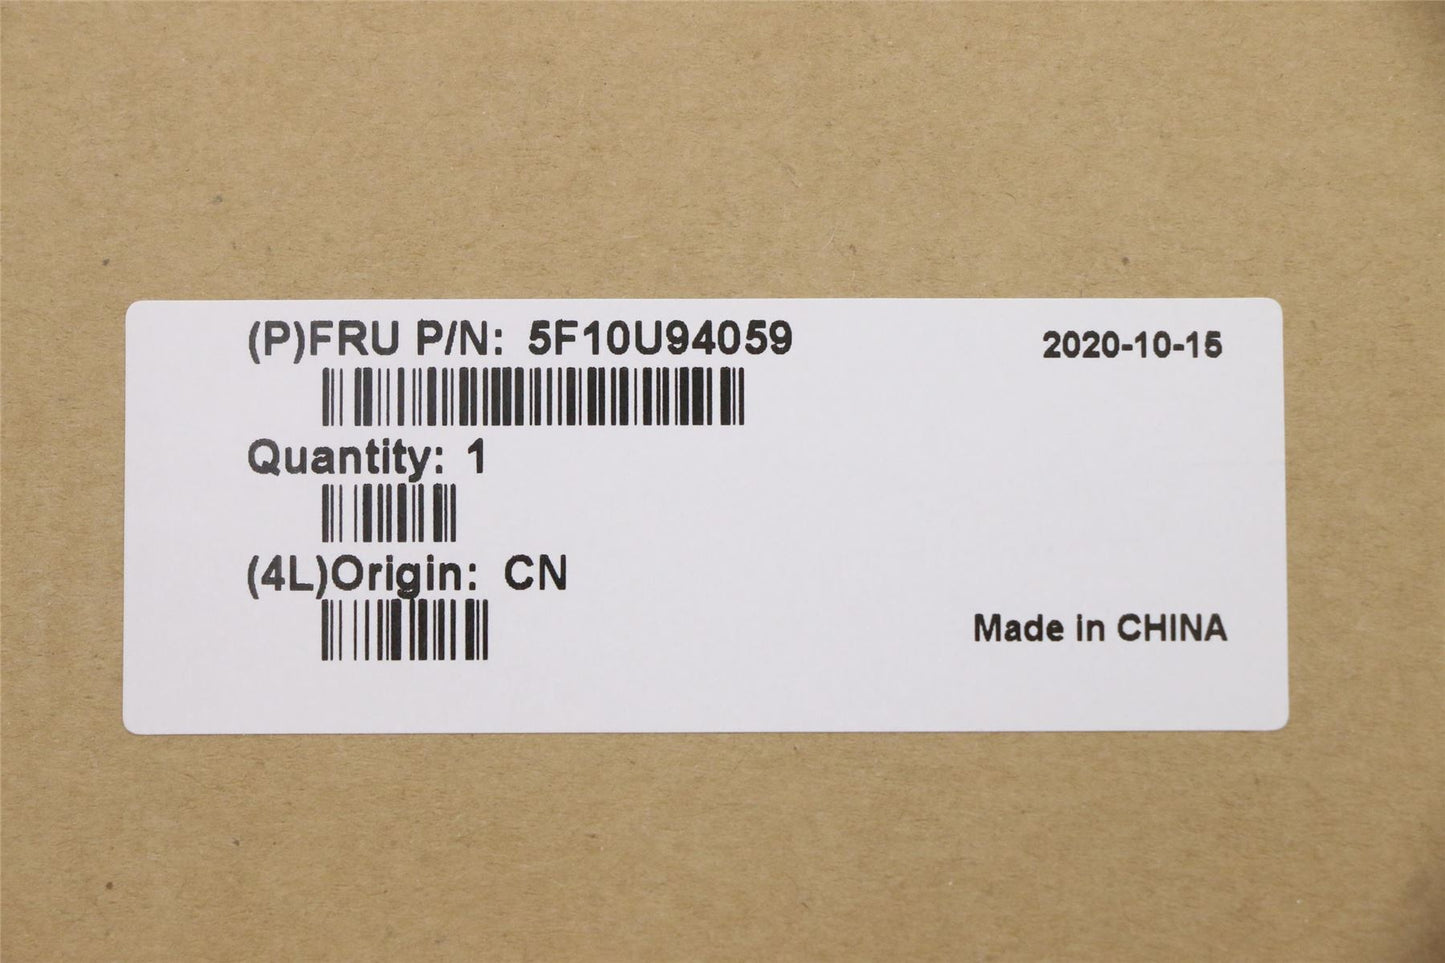 (P)FRU P/N: 5F10U94059
2020-10-15
Quantity: 1
(4L)Origin: CN
Made in CHINA